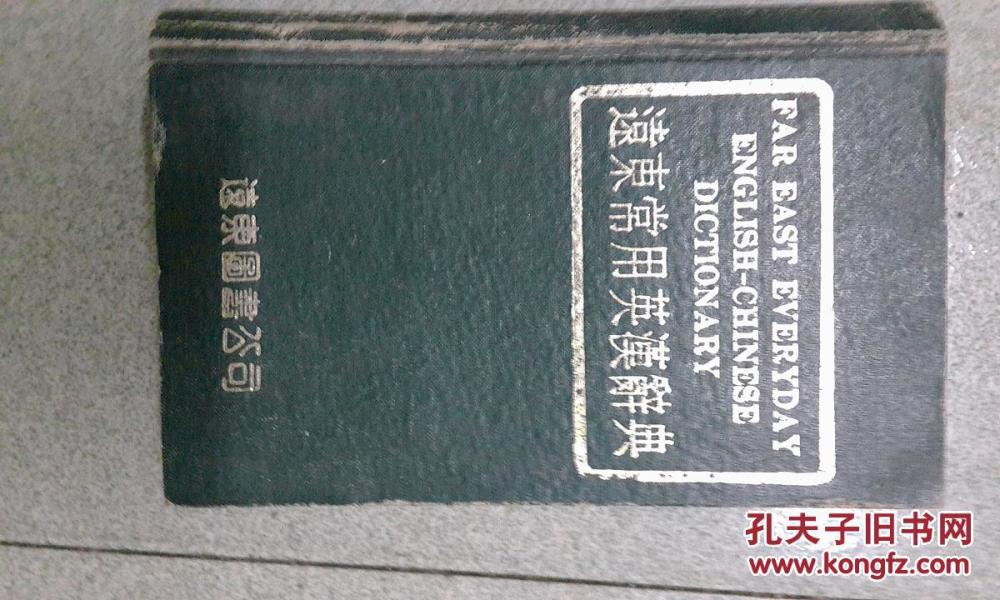 FAR EAST EVERYDAY
ENGLISH-CHINESE
DICTIONARY
遠東常用英漢辭典
遠東圖書公司
孔夫子旧书网
www.kongfz.com